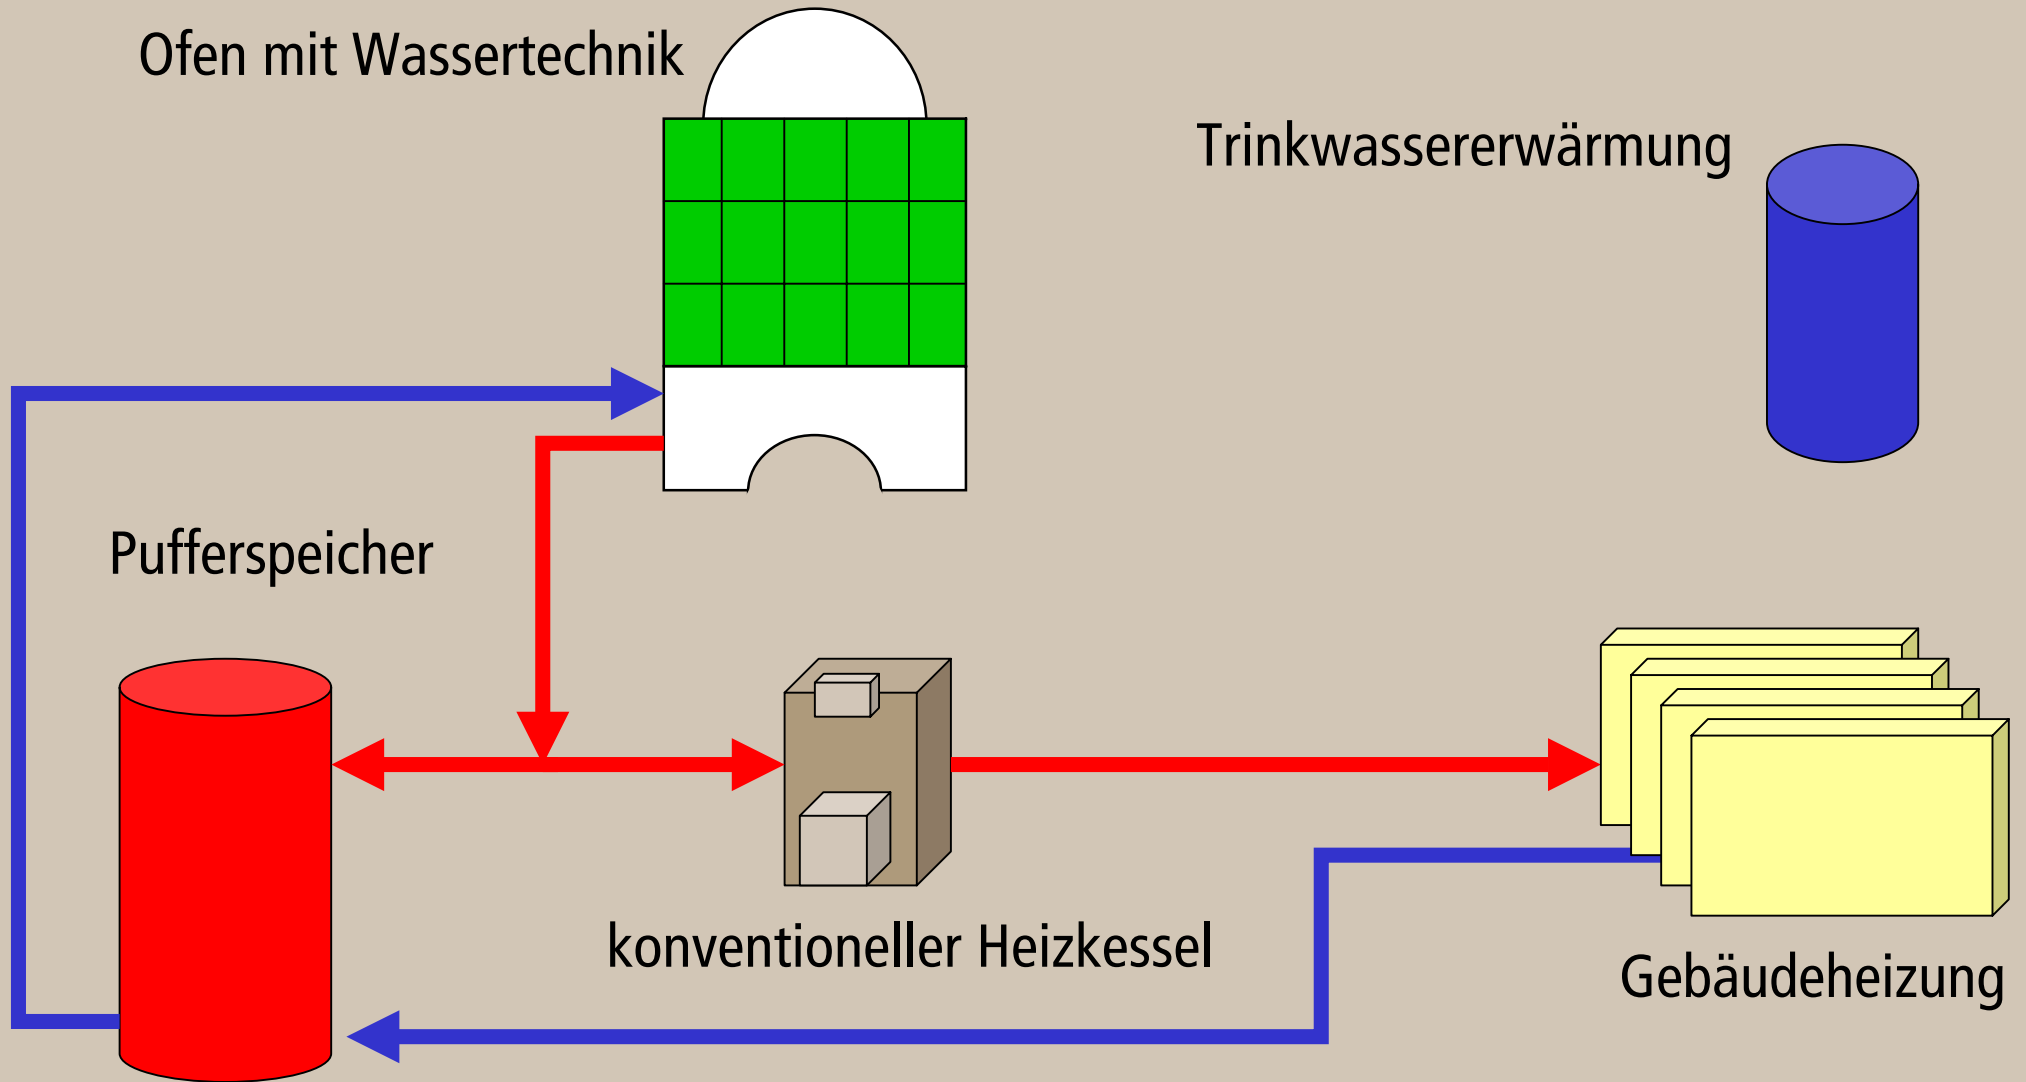 Ofen mit Wassertechnik
Trinkwassererwärmung
Pufferspeicher
konventioneller Heizkessel
Gebäudeheizung